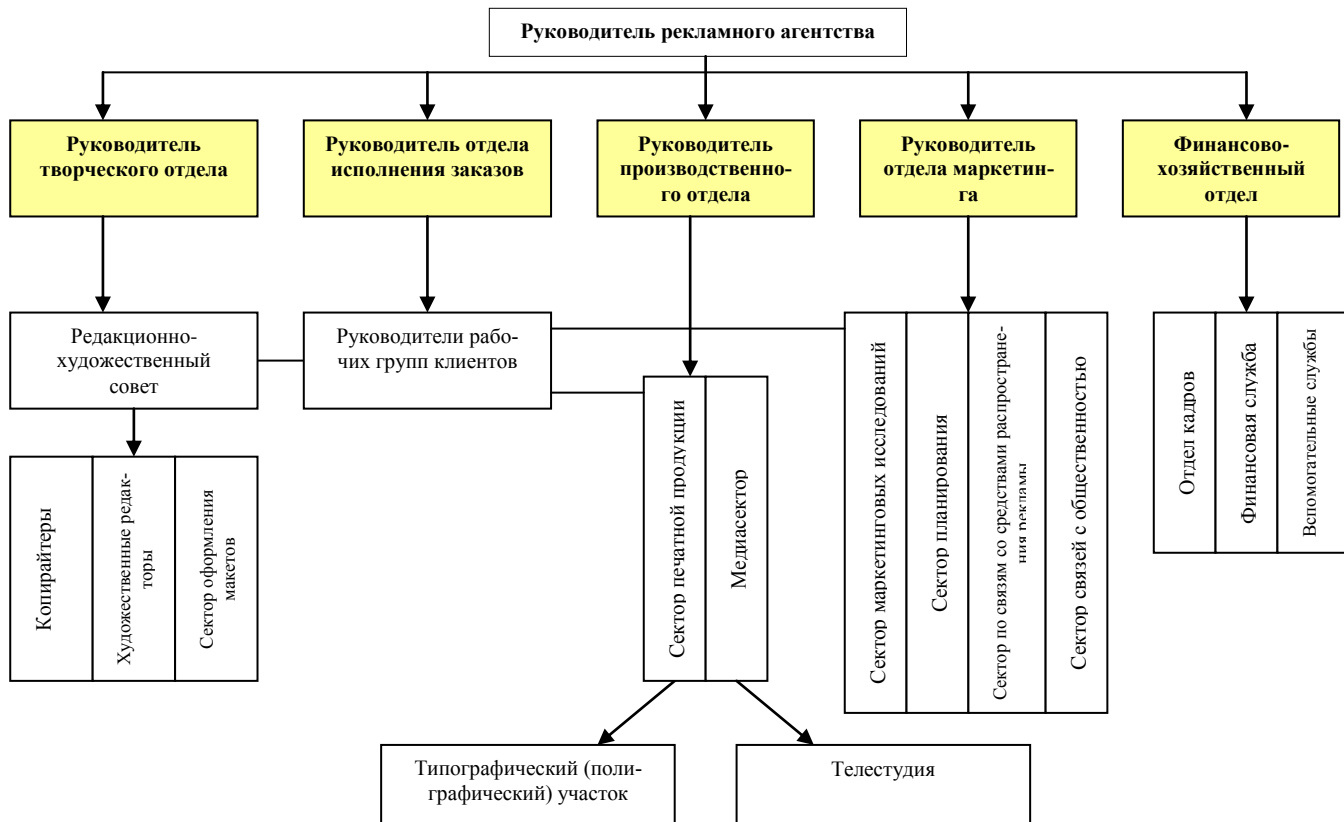 Руководитель рекламного агентства
Руководитель
творческого отдела
Руководитель отдела
исполнения заказов
Руководитель
производственно-
го отдела
Руководитель
отдела маркетин-
га
Финансово-
хозяйственный
отдел
Редакционно-
художественный
совет
Руководители рабо-
чих групп клиентов
Копирайтеры
Художественные редак-
торы
Сектор оформления
макетов
Сектор печатной продукции
Медиасектор
Сектор маркетинговых исследований
Сектор планирования
Сектор по связям со средствами распростране-
ния рекламы
Сектор связей с общественностью
Отдел кадров
Финансовая служба
Вспомогательные службы
Типографический (поли-
графический) участок
Телестудия